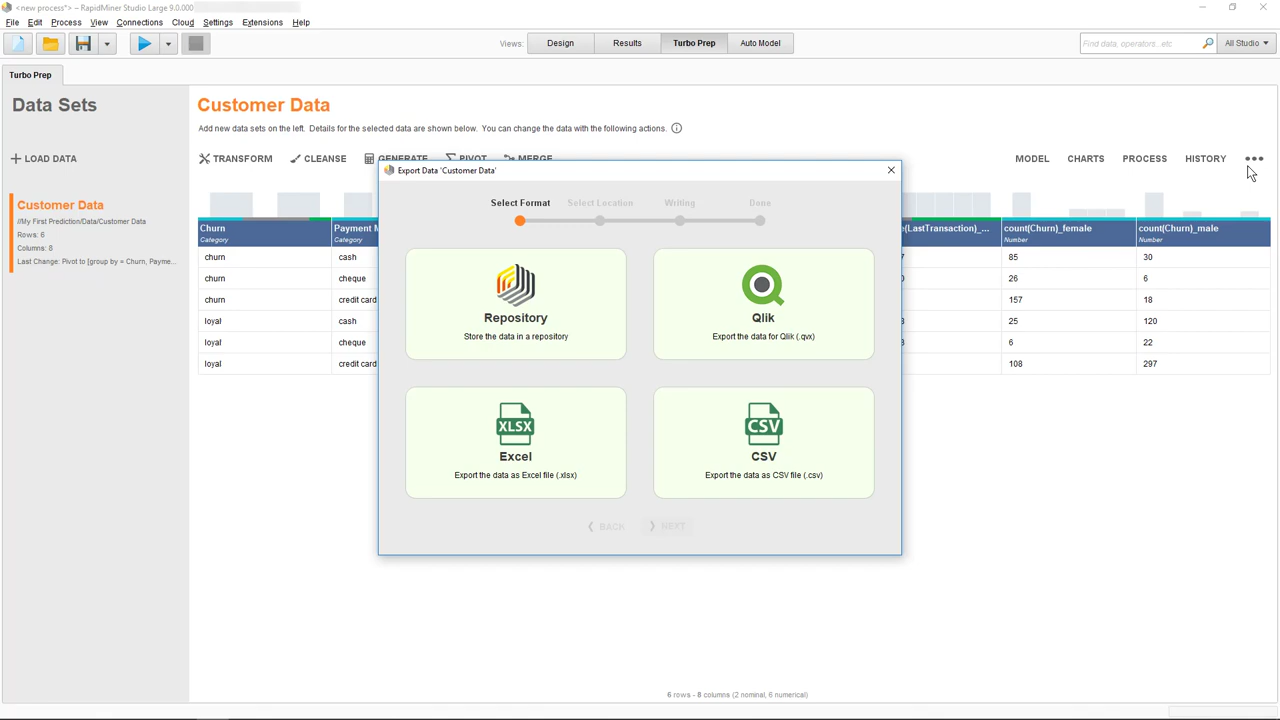 <new process*> – RapidMiner Studio Large 9.0.000
File Edit Process View Connections Cloud Settings Extensions Help
Views: Design Results Turbo Prep Auto Model Find data, operators...etc All Studio
Turbo Prep
Data Sets
Customer Data
Add new data sets on the left. Details for the selected data are shown below. You can change the data with the following actions.
LOAD DATA
TRANSFORM CLEANSE GENERATE PIVOT MERGE MODEL CHARTS PROCESS HISTORY
Customer Data
//My First Prediction/Data/Customer Data
Rows: 6
Columns: 8
Last Change: Pivot to [group by = Churn, Payme...
Export Data 'Customer Data'
Select Format Select Location Writing Done
Repository
Store the data in a repository
Qlik
Export the data for Qlik (.qvx)
XLSX
Excel
Export the data as Excel file (.xlsx)
CSV
CSV
Export the data as CSV file (.csv)
BACK NEXT
Churn Payment M (LastTransaction)_... count(Churn)_female count(Churn)_male
Category Category Number Number
churn cash 85 30
churn cheque 26 6
churn credit card 157 18
loyal cash 25 120
loyal cheque 6 22
loyal credit card 108 297
6 rows - 8 columns (2 nominal, 6 numerical)